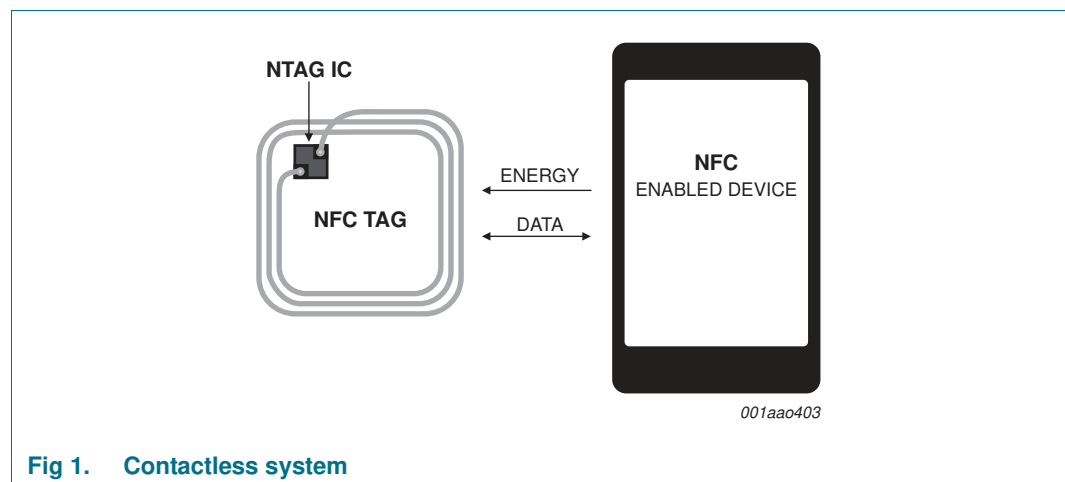 NTAG IC
NFC TAG
ENERGY
DATA
NFC
ENABLED DEVICE
001aao403
Fig 1. Contactless system